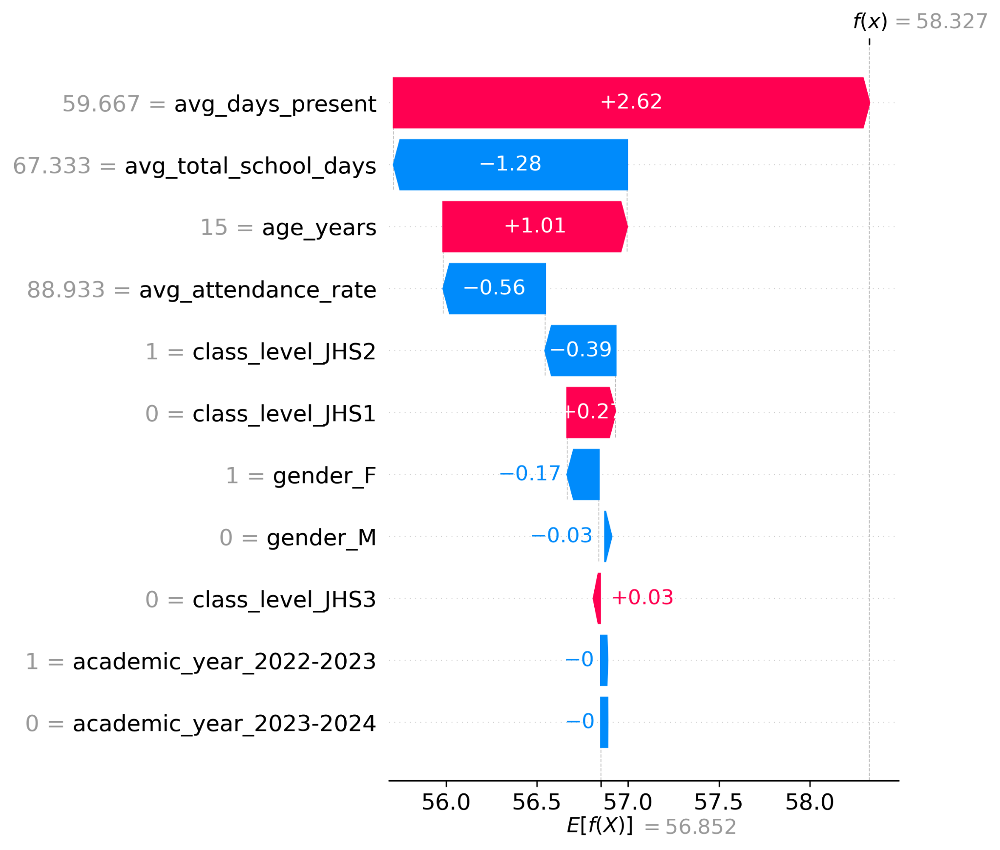 f(x) = 58.327
59.667 = avg_days_present
+2.62
67.333 = avg_total_school_days
−1.28
15 = age_years
+1.01
88.933 = avg_attendance_rate
−0.56
1 = class_level_JHS2
−0.39
0 = class_level_JHS1
+0.27
1 = gender_F
−0.17
0 = gender_M
−0.03
0 = class_level_JHS3
+0.03
1 = academic_year_2022-2023
−0
0 = academic_year_2023-2024
−0
56.0 56.5 57.0 57.5 58.0
E[f(X)] = 56.852